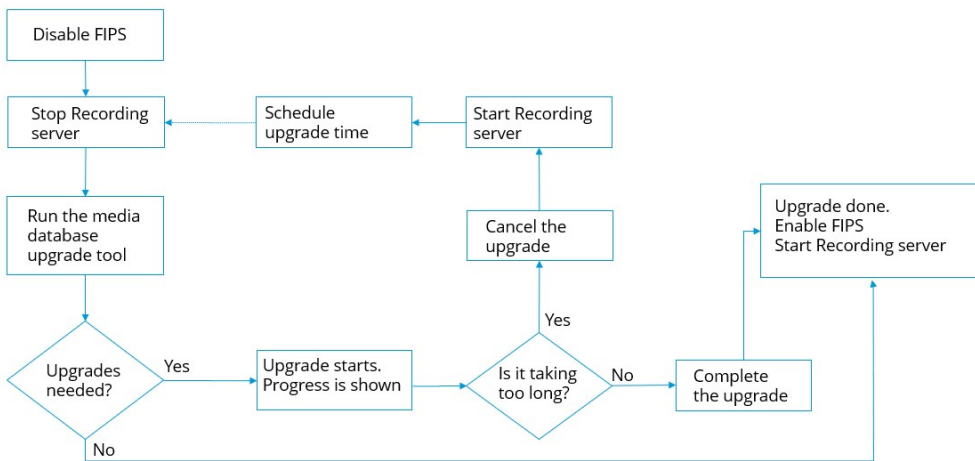 Disable FIPS
Stop Recording
server
Schedule
upgrade time
Start Recording
server
Run the media
database
upgrade tool
Cancel the
upgrade
Upgrade done.
Enable FIPS
Start Recording server
Yes
Upgrades
needed?
Yes
Upgrade starts.
Progress is shown
Is it taking
too long?
No
Complete
the upgrade
No